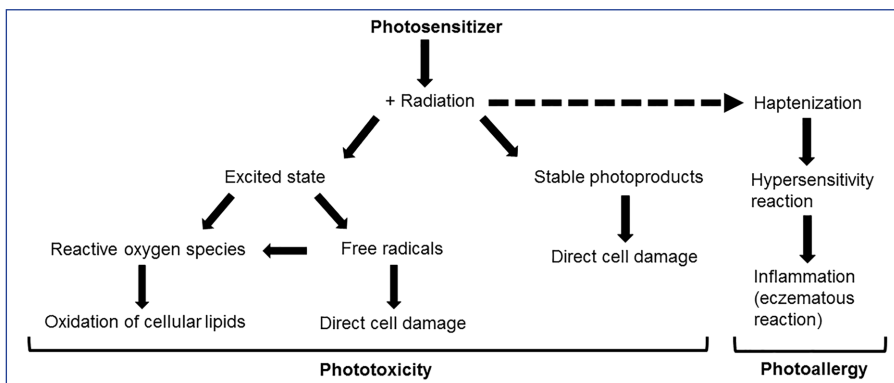 Photosensitizer
+ Radiation
Haptenization
Excited state
Stable photoproducts
Hypersensitivity
reaction
Reactive oxygen species
Free radicals
Direct cell damage
Inflammation
(eczematous
reaction)
Oxidation of cellular lipids
Direct cell damage
Phototoxicity
Photoallergy